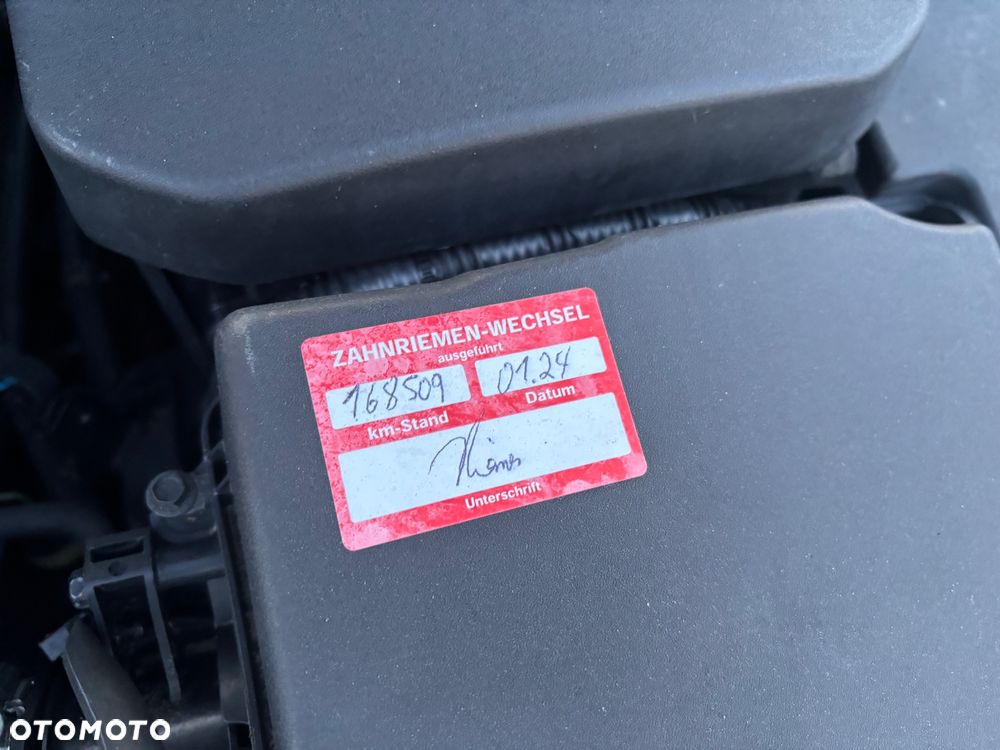 ZAHNRIEMEN-WECHSEL
ausgeführt
168509 01.24
km-Stand Datum
Unterschrift
OTOMOTO